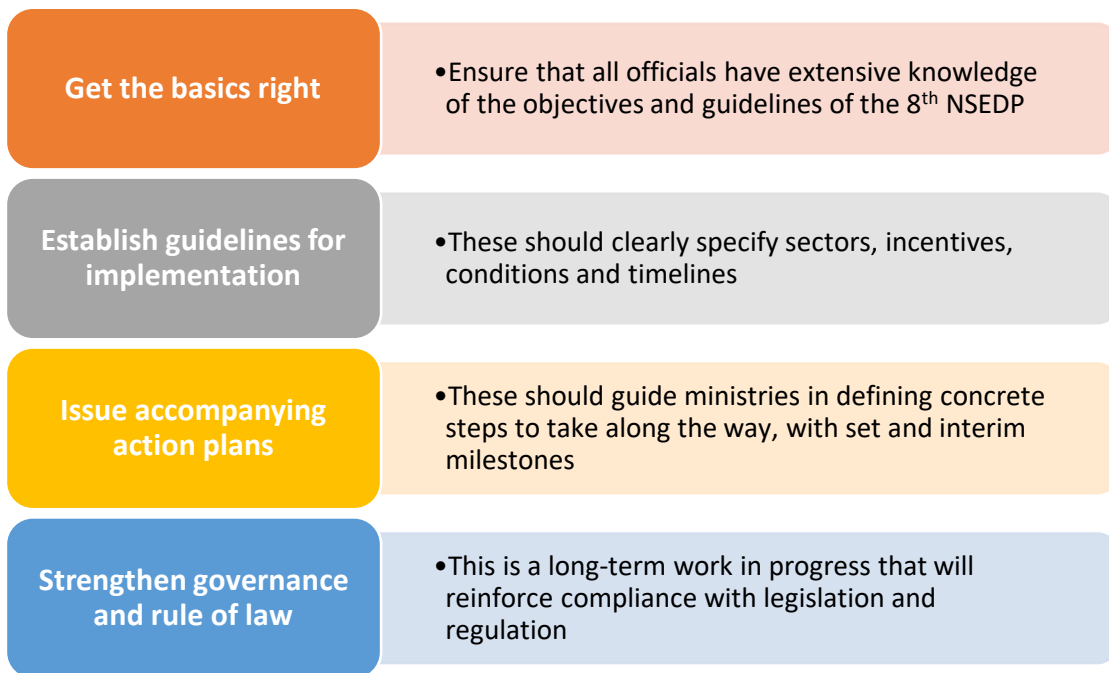 Get the basics right
•Ensure that all officials have extensive knowledge
of the objectives and guidelines of the 8th NSEDP
Establish guidelines for
implementation
•These should clearly specify sectors, incentives,
conditions and timelines
Issue accompanying
action plans
•These should guide ministries in defining concrete
steps to take along the way, with set and interim
milestones
Strengthen governance
and rule of law
•This is a long-term work in progress that will
reinforce compliance with legislation and
regulation